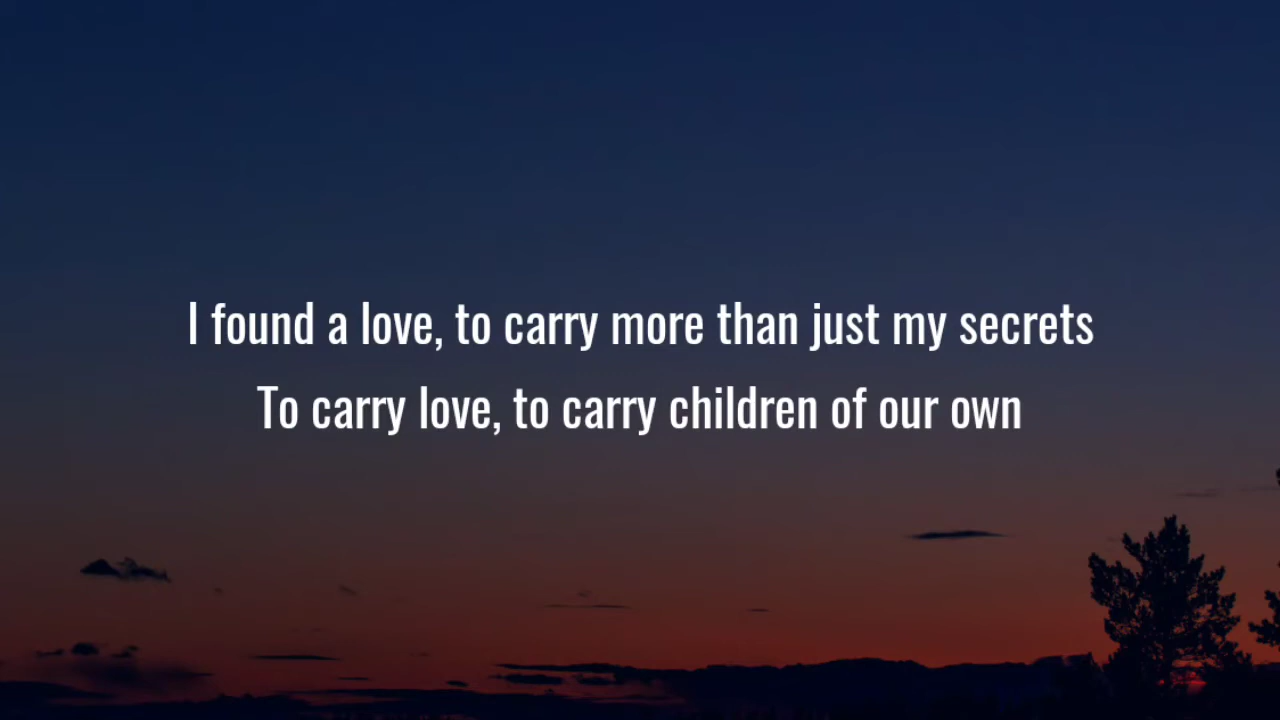 I found a love, to carry more than just my secrets
To carry love, to carry children of our own